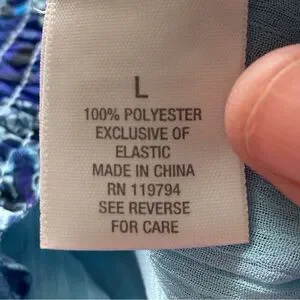 L
100% POLYESTER
EXCLUSIVE OF
ELASTIC
MADE IN CHINA
RN 119794
SEE REVERSE
FOR CARE